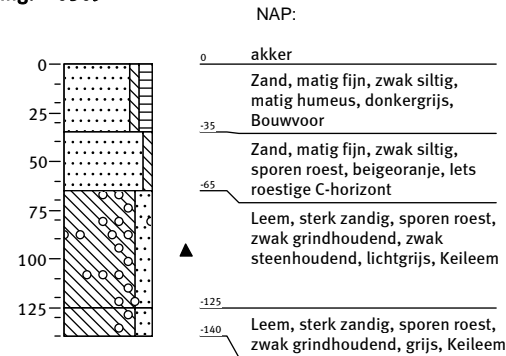 NAP:
0
akker
0
Zand, matig fijn, zwak siltig,
matig humeus, donkergrijs,
Bouwvoor
25
-35
Zand, matig fijn, zwak siltig,
sporen roest, beigeoranje, Iets
roestige C-horizont
50
-65
75
Leem, sterk zandig, sporen roest,
zwak grindhoudend, zwak
steenhoudend, lichtgrijs, Keileem
100
125
-125
-140
Leem, sterk zandig, sporen roest,
zwak grindhoudend, grijs, Keileem